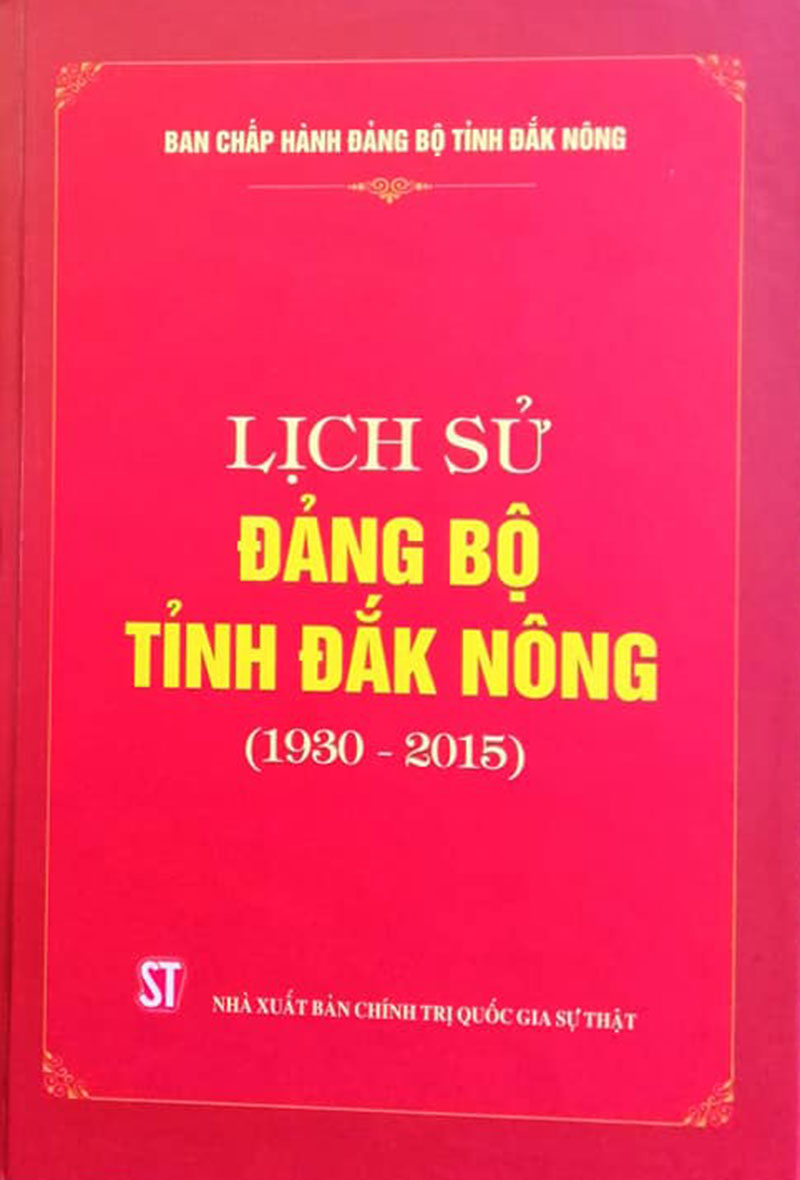 BAN CHẤP HÀNH ĐẢNG BỘ TỈNH ĐẮK NÔNG
LỊCH SỬ
ĐẢNG BỘ
TỈNH ĐẮK NÔNG
(1930 - 2015)
ST
NHÀ XUẤT BẢN CHÍNH TRỊ QUỐC GIA SỰ THẬT